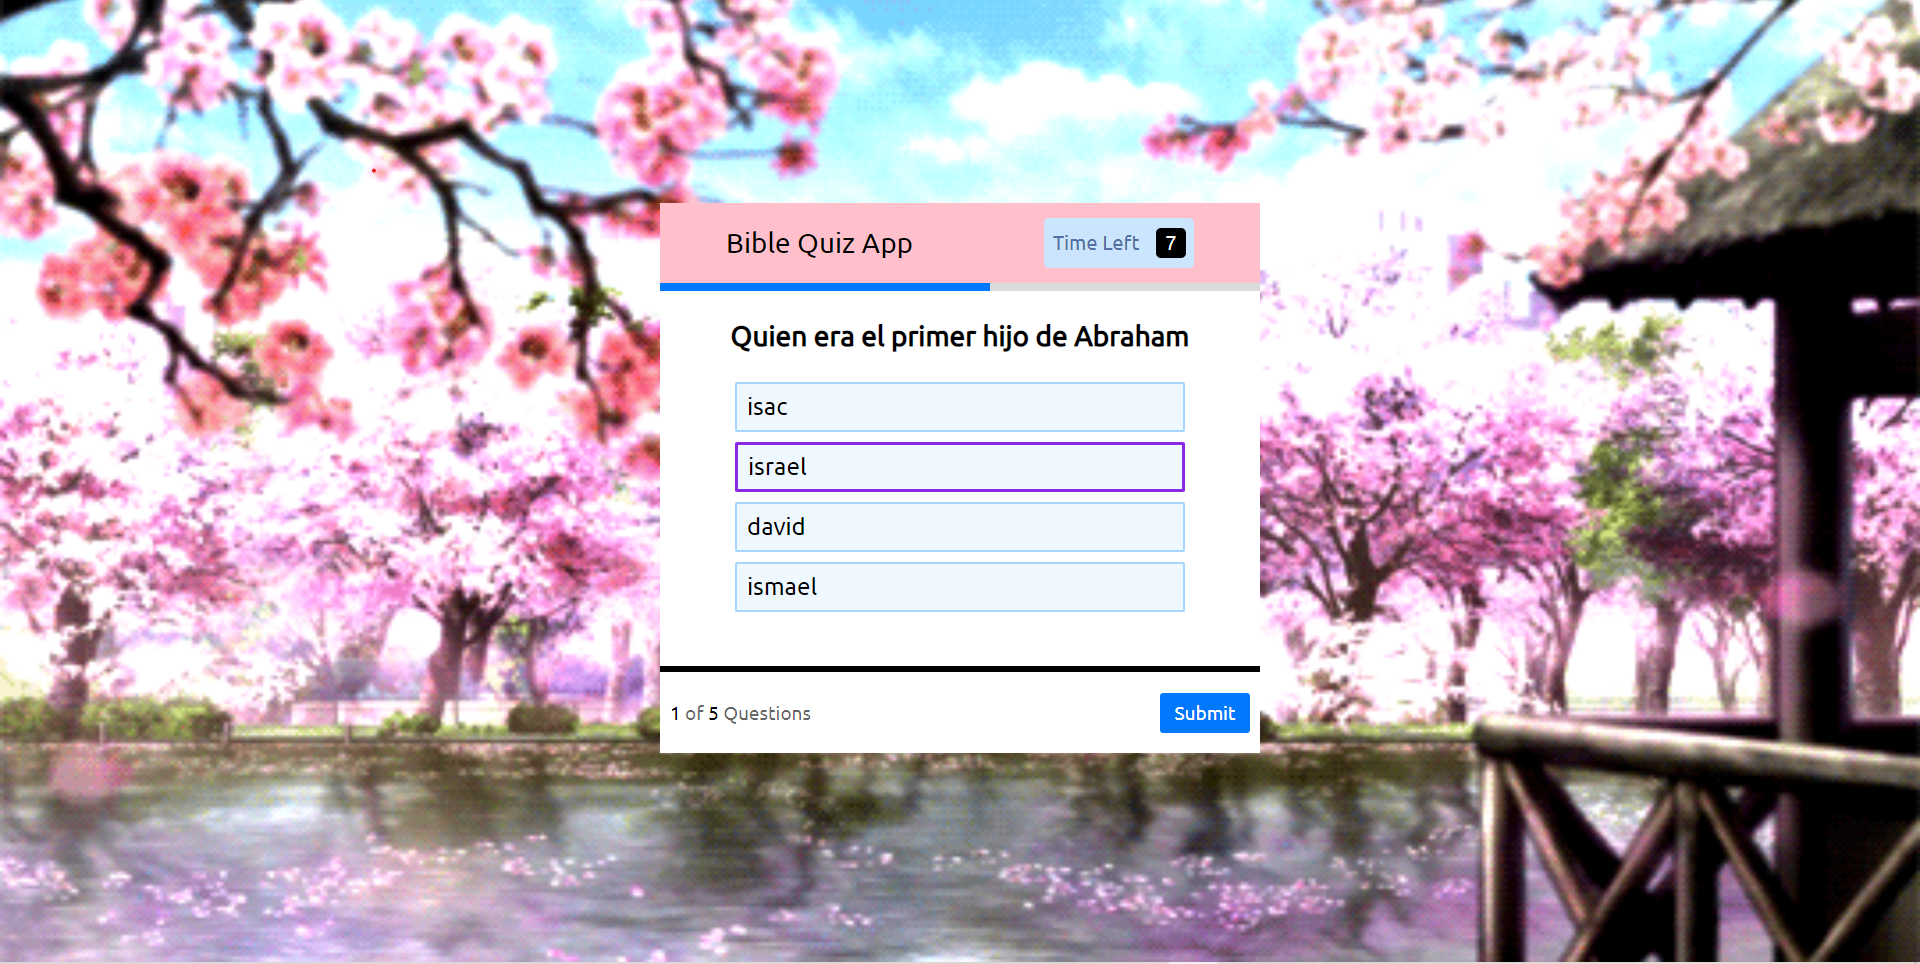 Bible Quiz App
Time Left 7
Quien era el primer hijo de Abraham
isac
israel
david
ismael
1 of 5 Questions
Submit